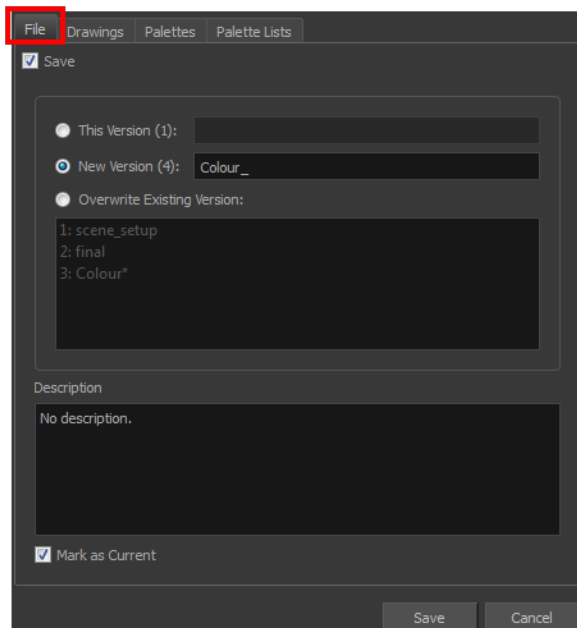 File Drawings Palettes Palette Lists
Save
This Version (1):
New Version (4): Colour_
Overwrite Existing Version:
1: scene_setup
2: final
3: Colour*
Description
No description.
Mark as Current
Save Cancel